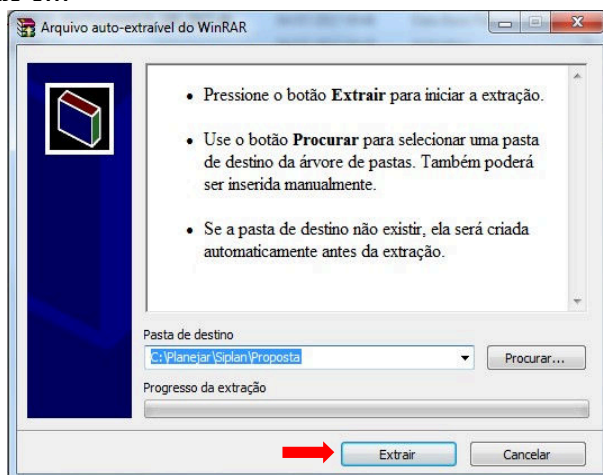 Arquivo auto-extraível do WinRAR
• Pressione o botão Extrair para iniciar a extração.
• Use o botão Procurar para selecionar uma pasta
de destino da árvore de pastas. Também poderá
ser inserida manualmente.
• Se a pasta de destino não existir, ela será criada
automaticamente antes da extração.
Pasta de destino
C:\Planejar\Siplan\Proposta
Procurar...
Progresso da extração
Extrair
Cancelar